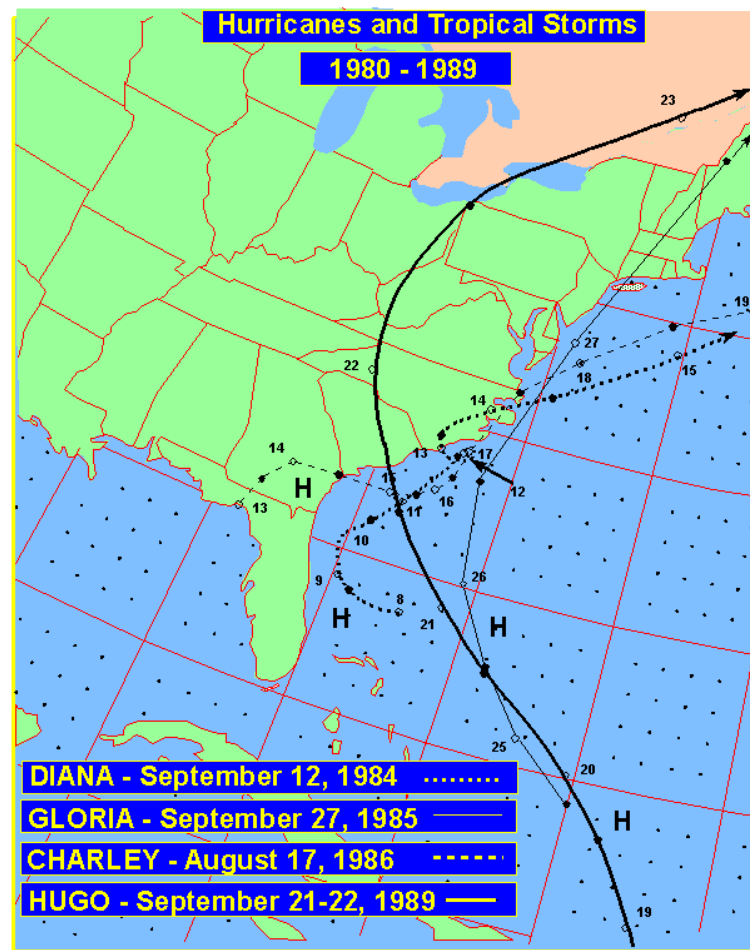 Hurricanes and Tropical Storms
1980 - 1989
23
19
27
15
18
22
14
13
17
14
H
15
16
12
13
11
10
9
8
26
21
H
H
25
20
H
DIANA - September 12, 1984
GLORIA - September 27, 1985
CHARLEY - August 17, 1986
HUGO - September 21-22, 1989
19